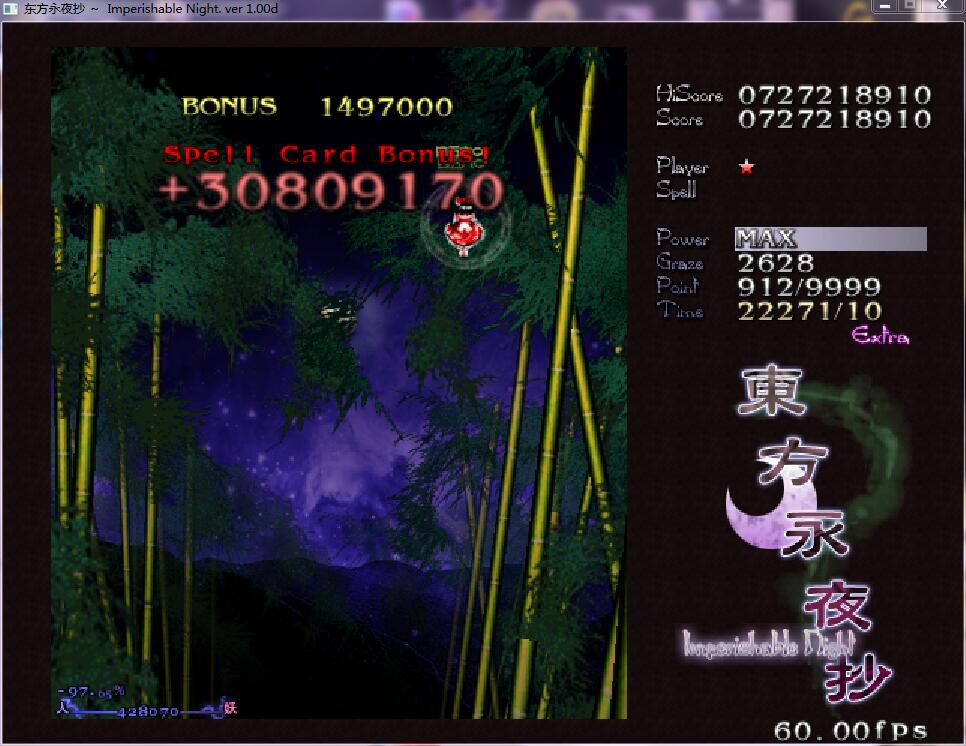 东方永夜抄 ~ Imperishable Night. ver 1.00d
BONUS 1497000
Spell Card Bonus!
+30809170
HiScore 0727218910
Score 0727218910
Player ★
Spell
Power MAX
Graze 2628
Point 912/9999
Time 22271/10
Extra
東方永夜抄
Imperishable Night
-97.65%
人 428070 妖
60.00fps